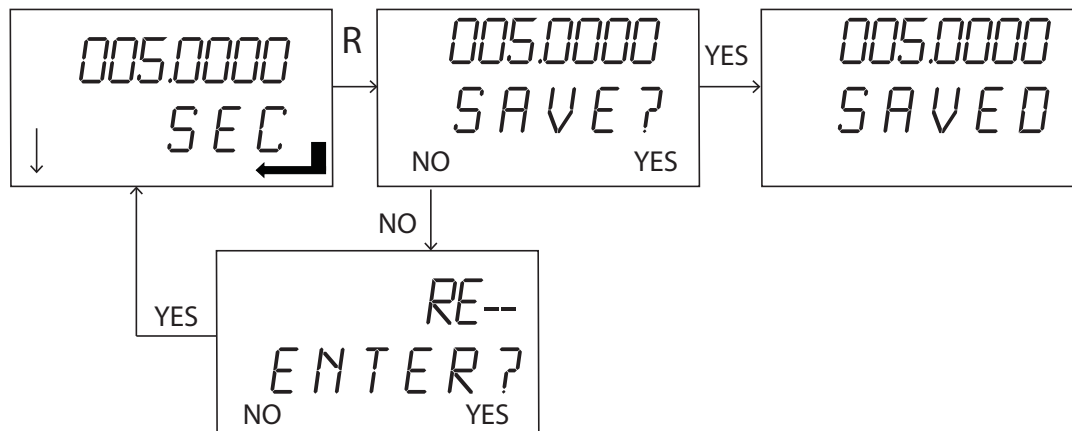 005.0000
SEC
R
005.0000
SAVE?
NO YES
YES
005.0000
SAVED
NO
YES
RE--
ENTER?
NO YES